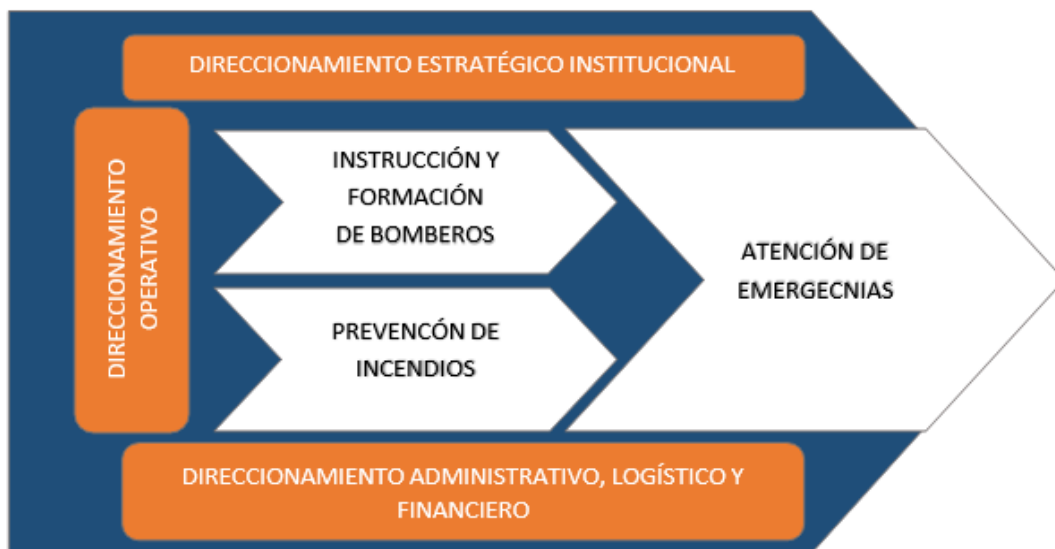 DIRECCIONAMIENTO ESTRATÉGICO INSTITUCIONAL
DIRECCIONAMIENTO
OPERATIVO
INSTRUCCIÓN Y
FORMACIÓN
DE BOMBEROS
PREVENCÓN DE
INCENDIOS
ATENCIÓN DE
EMERGECNIAS
DIRECCIONAMIENTO ADMINISTRATIVO, LOGÍSTICO Y
FINANCIERO